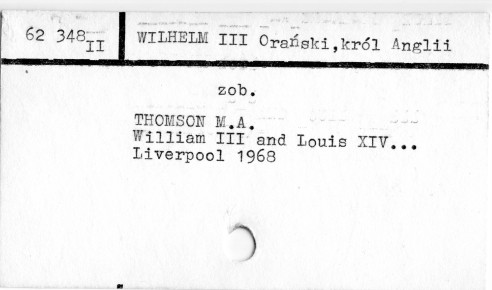 62 348 II
WILHELM III Orański,król Anglii
zob.
THOMSON M.A.
William III and Louis XIV...
Liverpool 1968